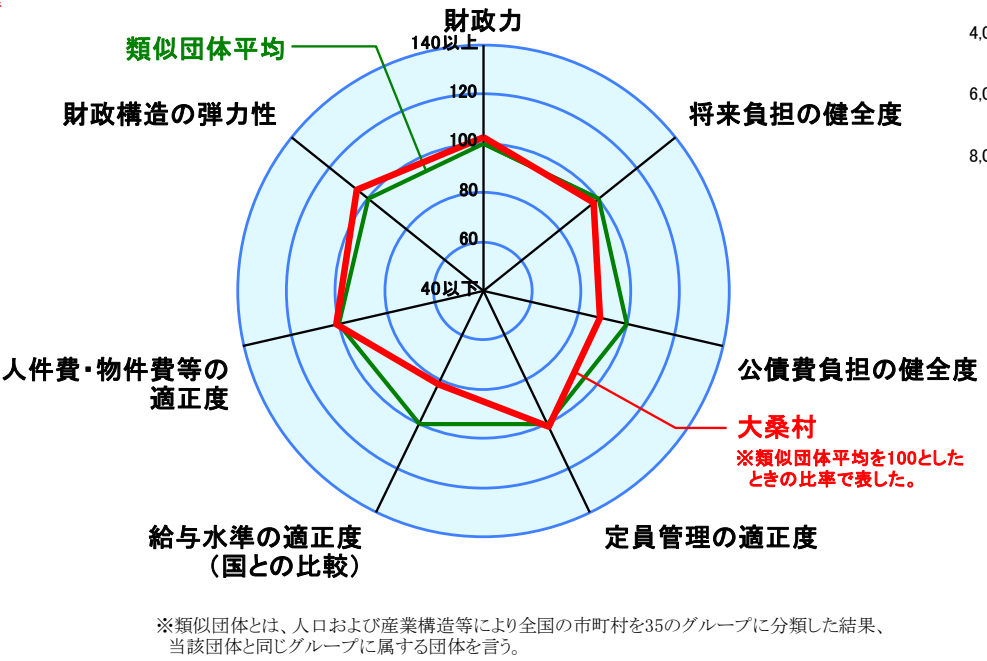 財政力
140以上
類似団体平均
4,0
120
6,0
財政構造の弾力性
将来負担の健全度
100
8,0
80
60
40以下
人件費・物件費等の
適正度
公債費負担の健全度
大桑村
※類似団体平均を100とした
ときの比率で表した。
給与水準の適正度
（国との比較）
定員管理の適正度
※類似団体とは、人口および産業構造等により全国の市町村を35のグループに分類した結果、
当該団体と同じグループに属する団体を言う。